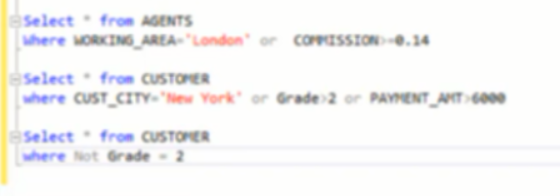 Select * from AGENTS
Where WORKING_AREA='London' or  COMMISSION>=0.14
Select * from CUSTOMER
where CUST_CITY='New York' or Grade>2 or PAYMENT_AMT>6000
Select * from CUSTOMER
where Not Grade = 2